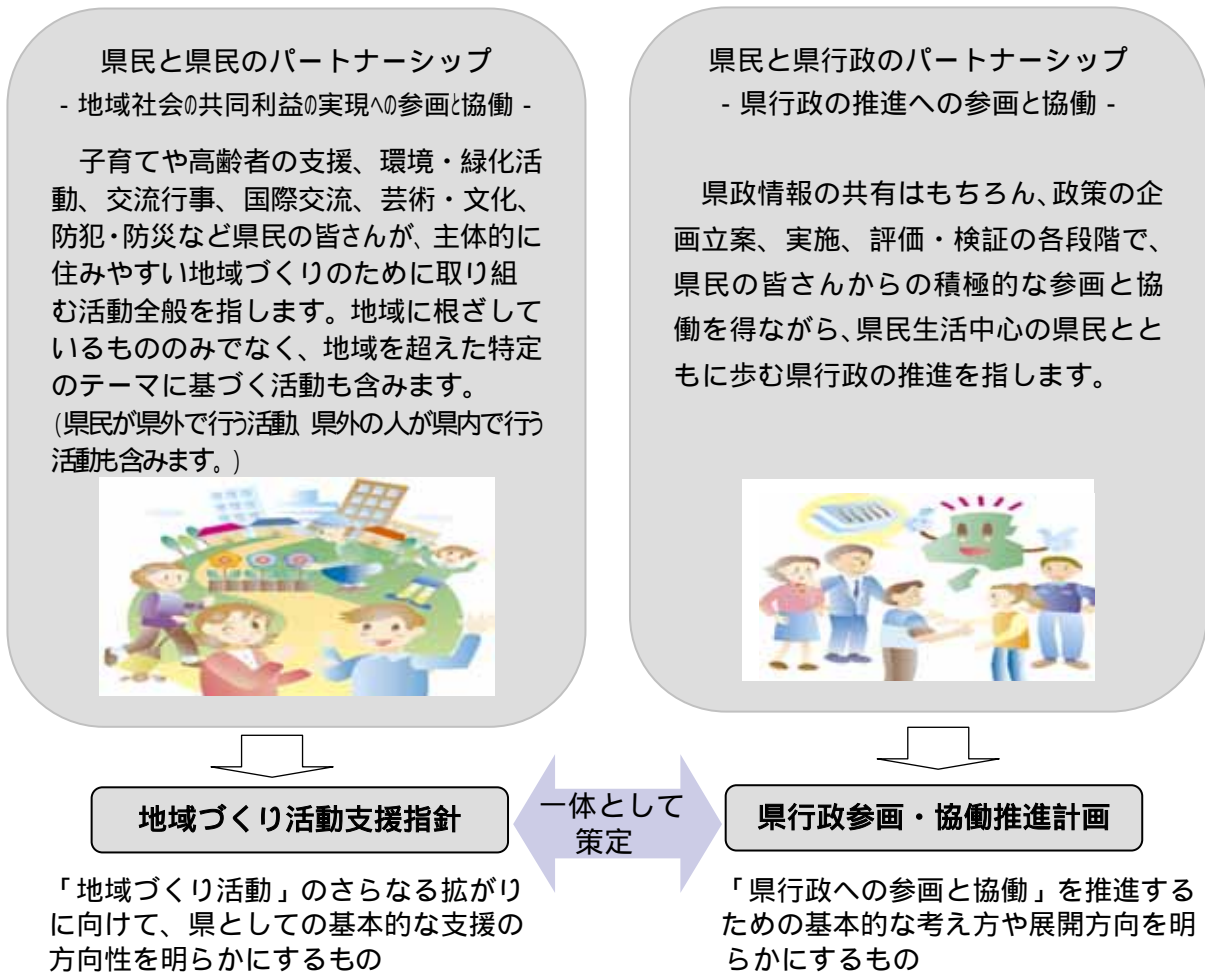 県民と県民のパートナーシップ
- 地域社会の共同利益の実現への参画と協働 -
子育てや高齢者の支援、環境・緑化活
動、交流行事、国際交流、芸術・文化、
防犯・防災など県民の皆さんが、主体的に
住みやすい地域づくりのために取り組
む活動全般を指します。地域に根ざして
いるもののみでなく、地域を超えた特定
のテーマに基づく活動も含みます。
(県民が県外で行う活動、県外の人が県内で行う
活動も含みます。)
県民と県行政のパートナーシップ
- 県行政の推進への参画と協働 -
県政情報の共有はもちろん、政策の企
画立案、実施、評価・検証の各段階で、
県民の皆さんからの積極的な参画と協
働を得ながら、県民生活中心の県民とと
もに歩む県行政の推進を指します。
地域づくり活動支援指針
一体として
策定
県行政参画・協働推進計画
「地域づくり活動」のさらなる拡がり
に向けて、県としての基本的な支援の
方向性を明らかにするもの
「県行政への参画と協働」を推進する
ための基本的な考え方や展開方向を明
らかにするもの